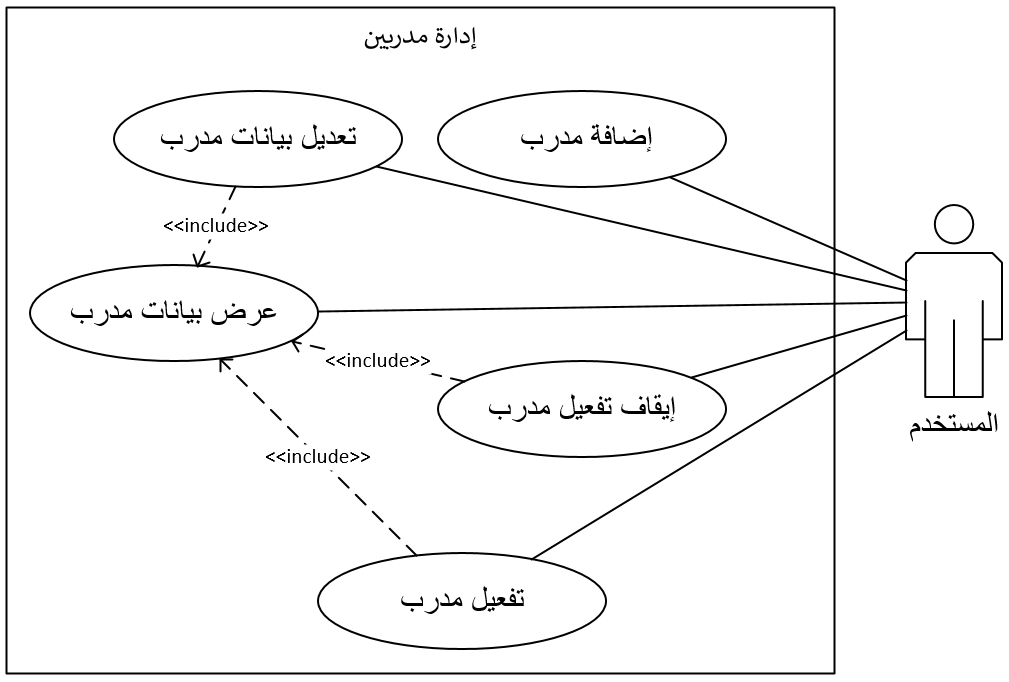 إدارة مدربين
إضافة مدرب
تعديل بيانات مدرب
<<include>>
عرض بيانات مدرب
<<include>>
إيقاف تفعيل مدرب
المستخدم
<<include>>
تفعيل مدرب